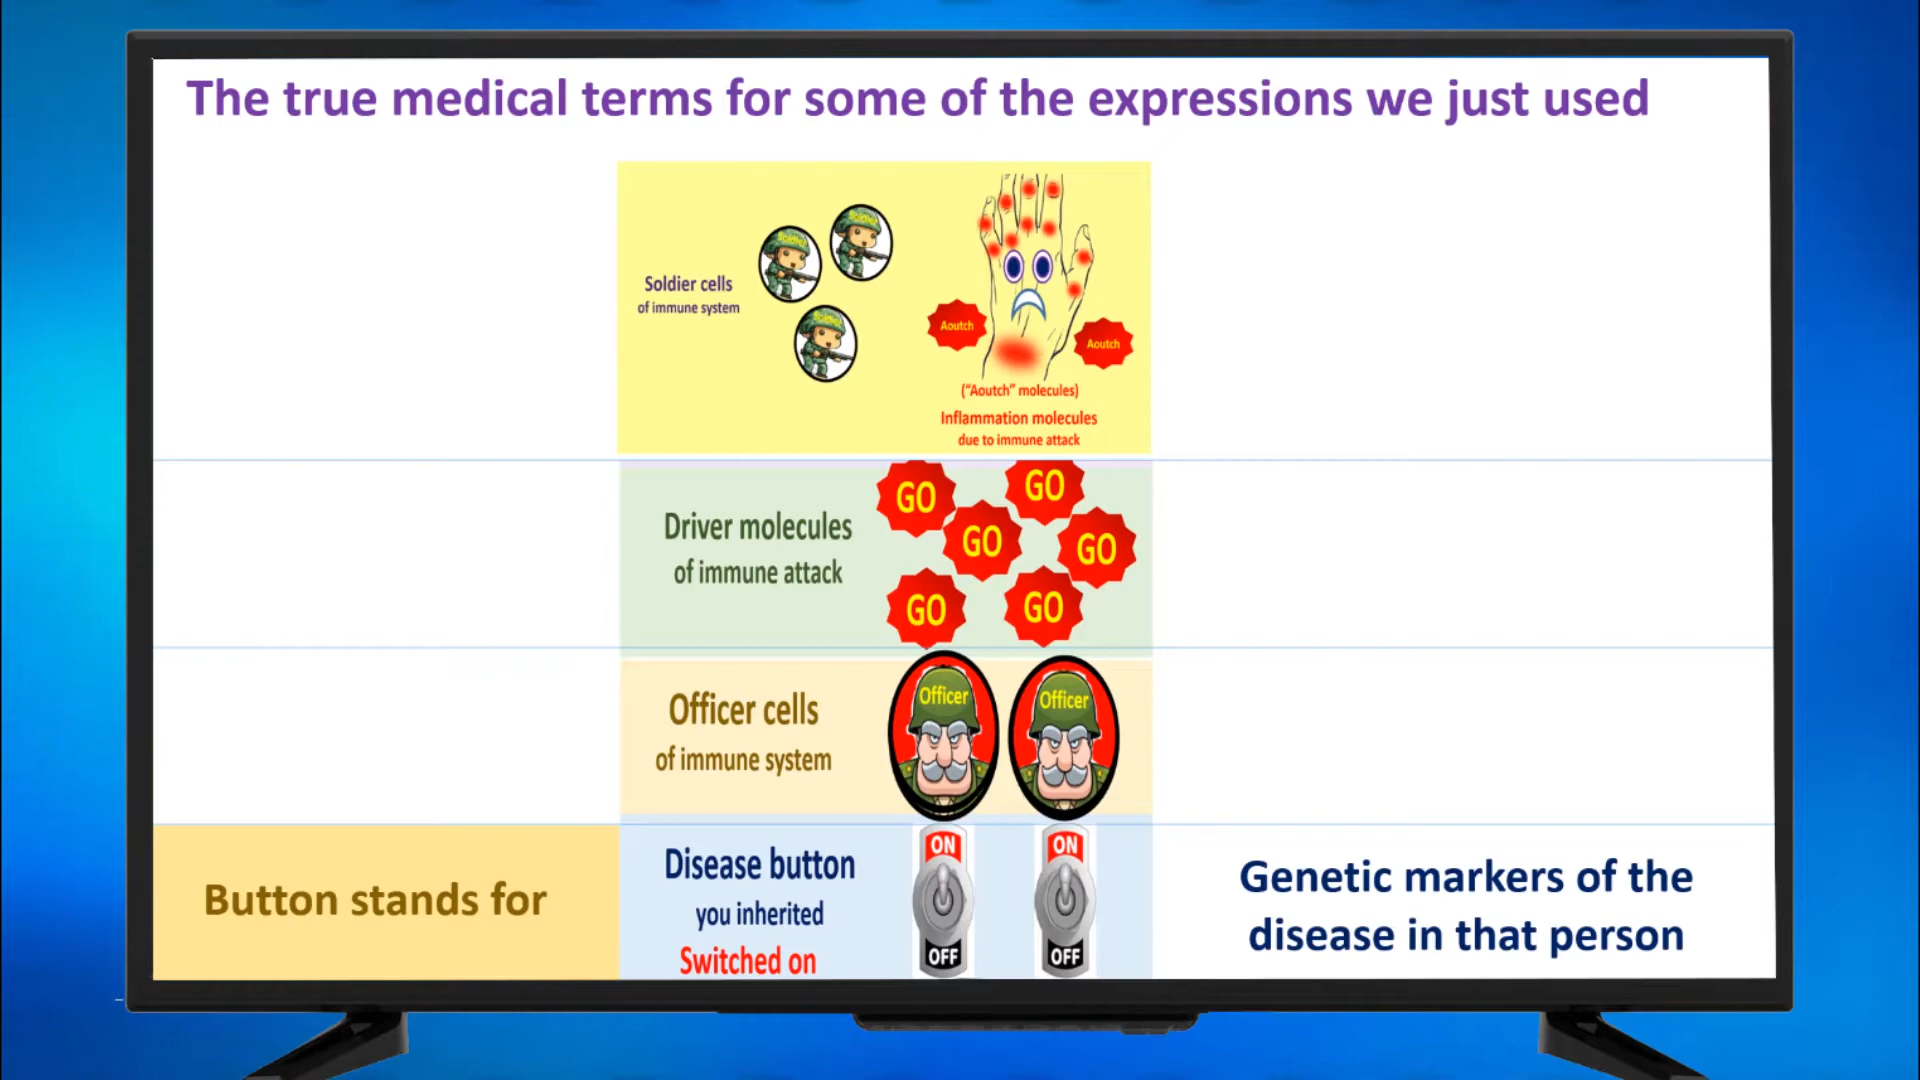 The true medical terms for some of the expressions we just used
Soldier cells
of immune system
Soldier
Soldier
Soldier
Aoutch
Aoutch
("Aoutch" molecules)
Inflammation molecules
due to immune attack
Driver molecules
of immune attack
GO
GO
GO
GO
GO
GO
Officer cells
of immune system
Officer
Officer
Button stands for
Disease button
you inherited
Switched on
ON
OFF
ON
OFF
Genetic markers of the
disease in that person